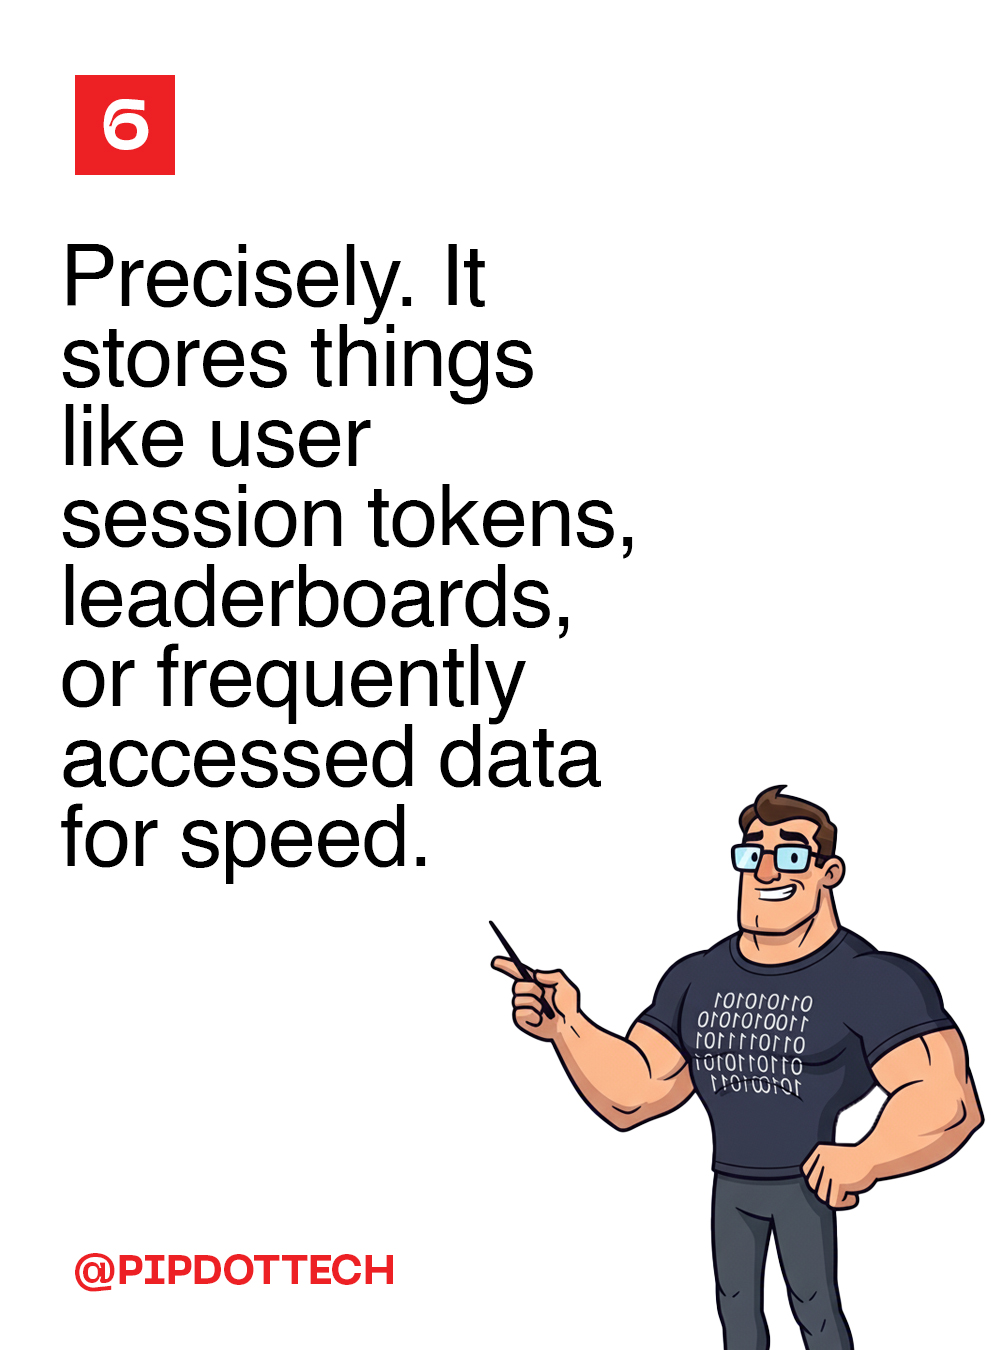 6
Precisely. It
stores things
like user
session tokens,
leaderboards,
or frequently
accessed data
for speed.
@PIPDOTTECH